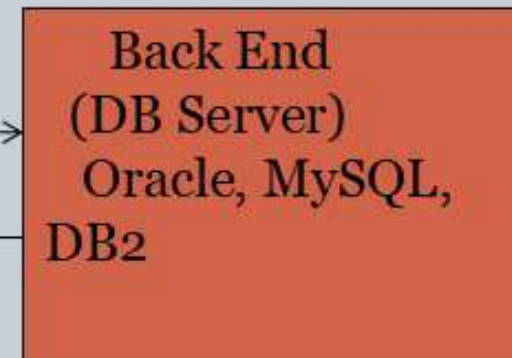 Back End
(DB Server)
Oracle, MySQL,
DB2